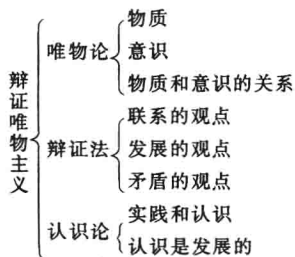 辩证唯物主义
唯物论
物质
意识
物质和意识的关系
辩证法
联系的观点
发展的观点
矛盾的观点
认识论
实践和认识
认识是发展的